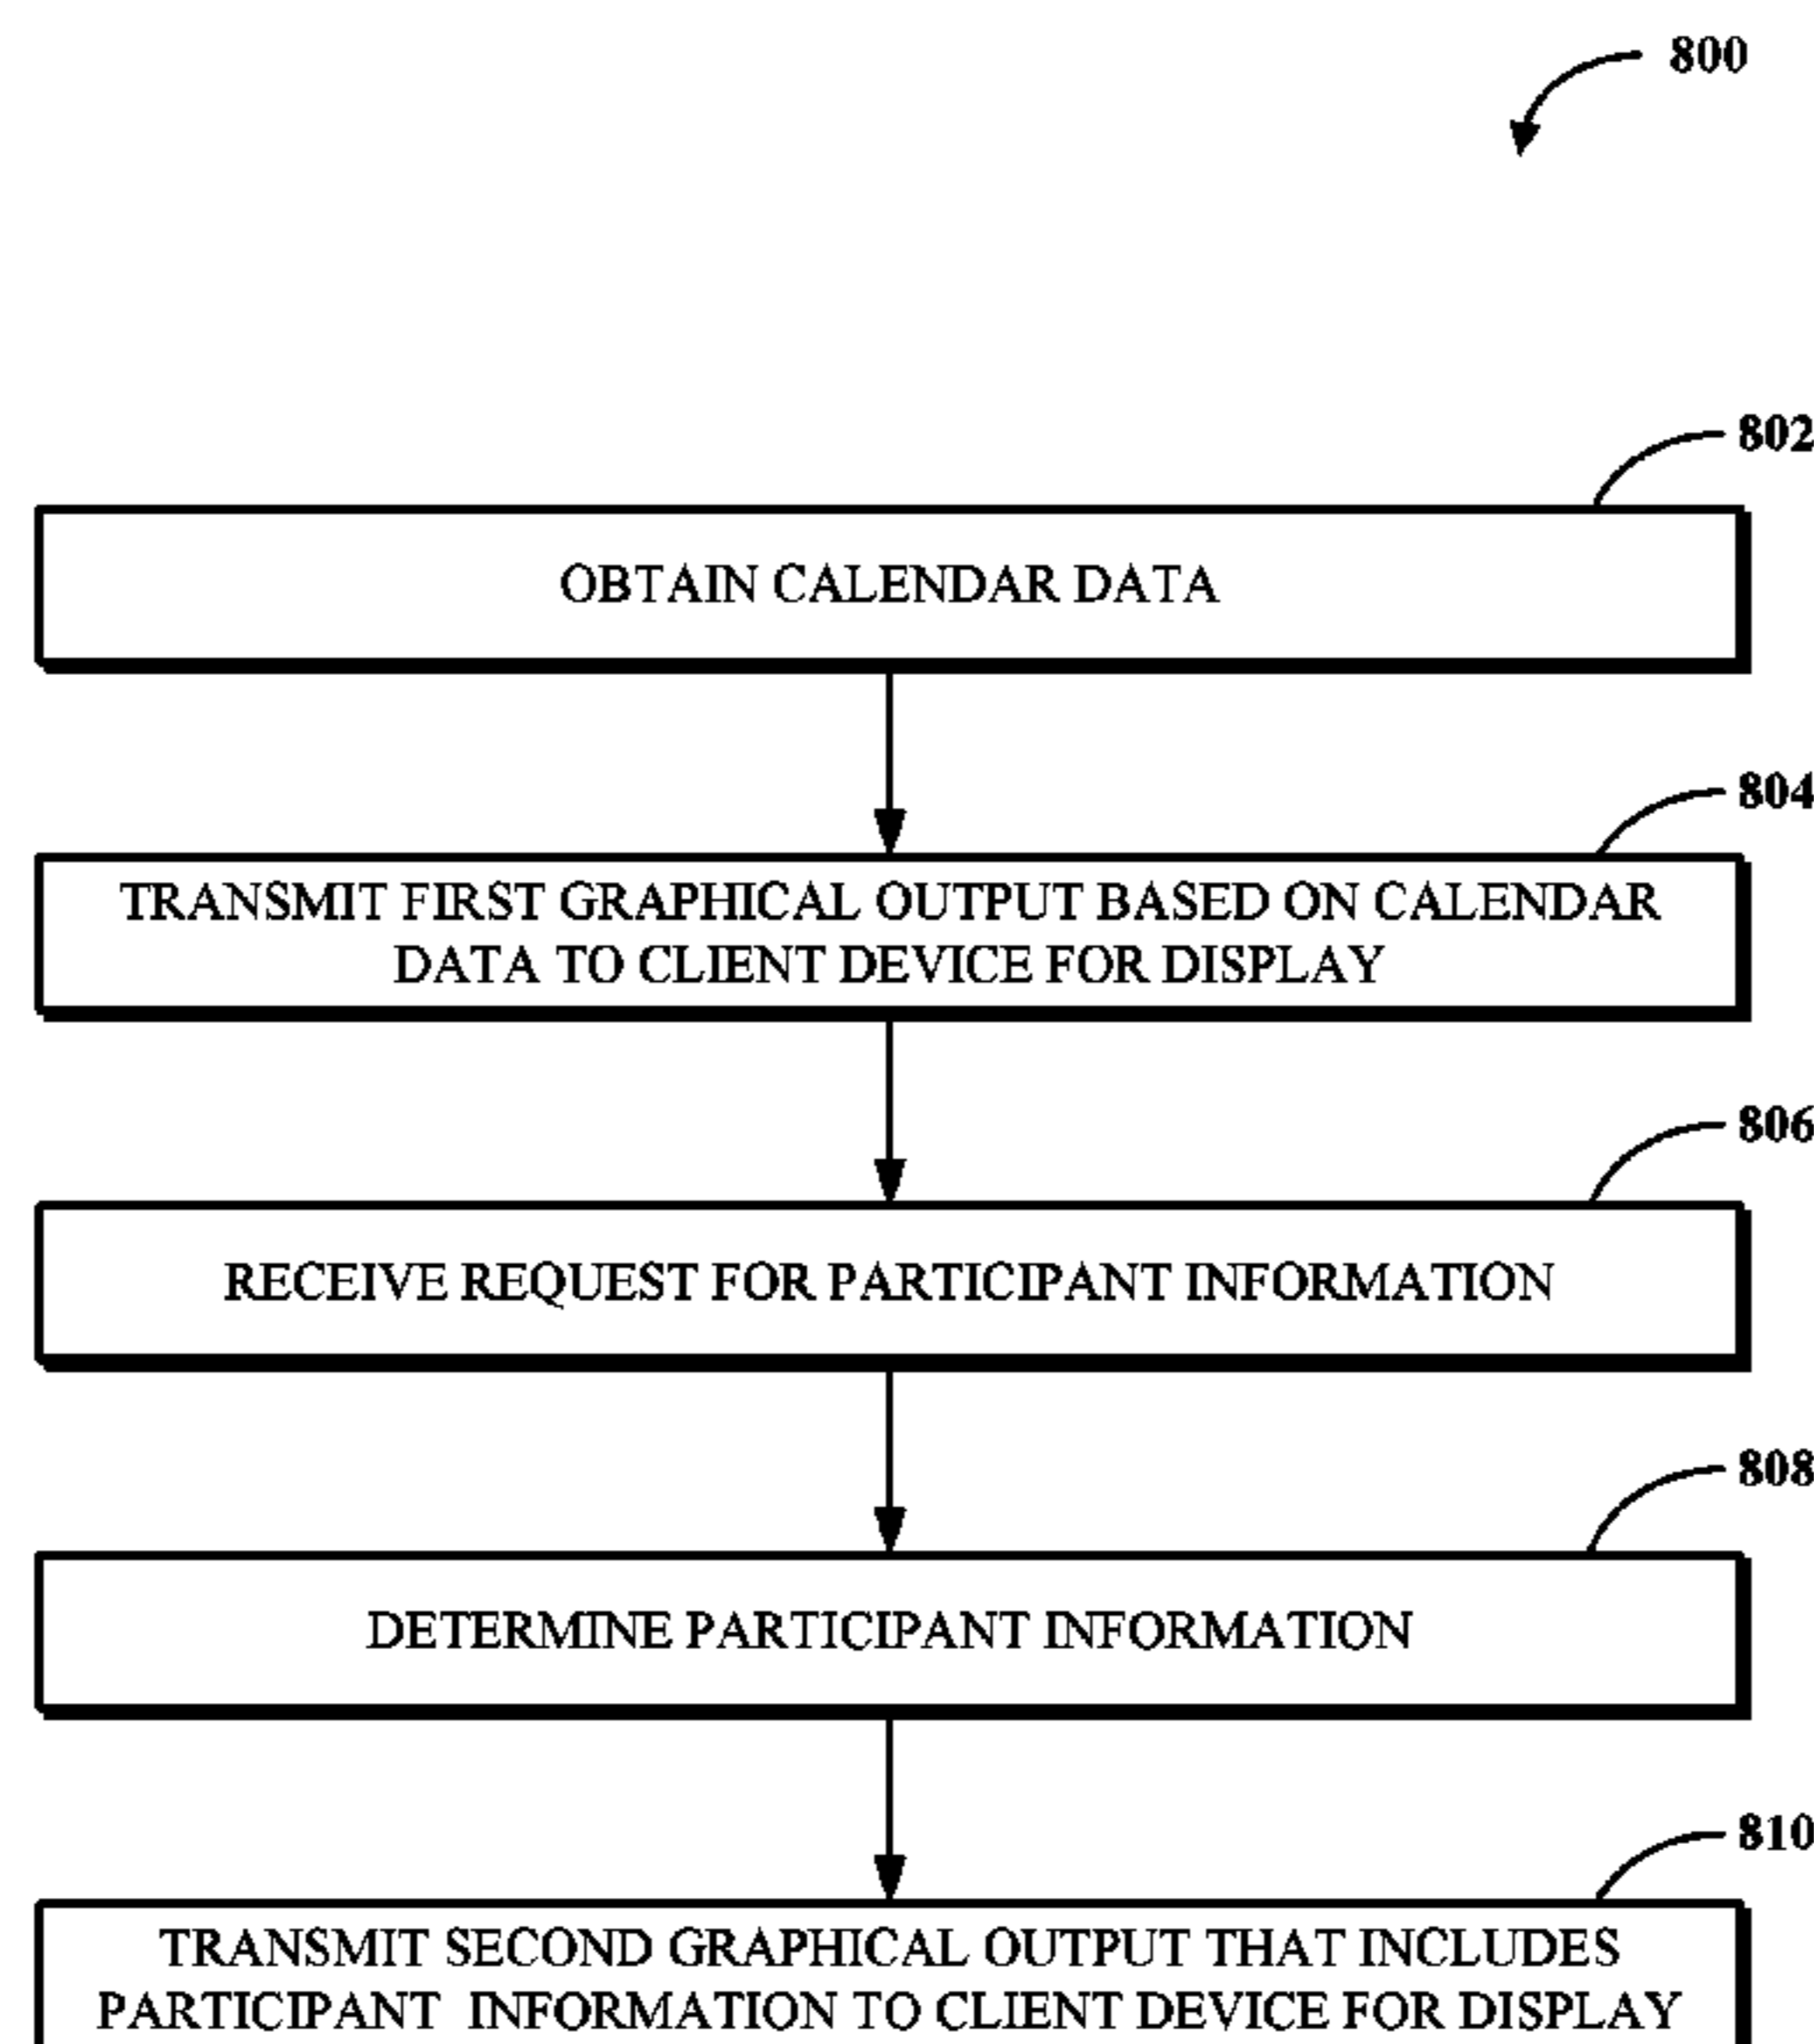 800
802
OBTAIN CALENDAR DATA
804
TRANSMIT FIRST GRAPHICAL OUTPUT BASED ON CALENDAR
DATA TO CLIENT DEVICE FOR DISPLAY
806
RECEIVE REQUEST FOR PARTICIPANT INFORMATION
808
DETERMINE PARTICIPANT INFORMATION
810
TRANSMIT SECOND GRAPHICAL OUTPUT THAT INCLUDES
PARTICIPANT INFORMATION TO CLIENT DEVICE FOR DISPLAY